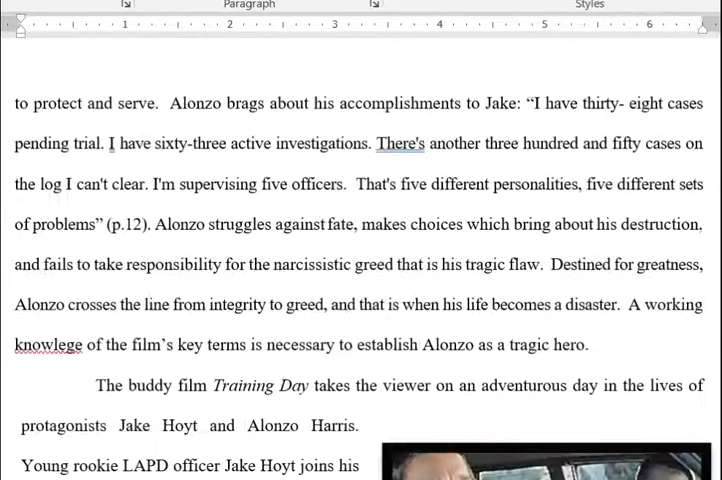 Paragraph Styles
1 2 3 4 5 6
to protect and serve.  Alonzo brags about his accomplishments to Jake: “I have thirty- eight cases
pending trial. I have sixty-three active investigations. There's another three hundred and fifty cases on
the log I can't clear. I'm supervising five officers.  That's five different personalities, five different sets
of problems” (p.12). Alonzo struggles against fate, makes choices which bring about his destruction,
and fails to take responsibility for the narcissistic greed that is his tragic flaw.  Destined for greatness,
Alonzo crosses the line from integrity to greed, and that is when his life becomes a disaster.  A working
knowlege of the film’s key terms is necessary to establish Alonzo as a tragic hero.
The buddy film Training Day takes the viewer on an adventurous day in the lives of
protagonists Jake Hoyt and Alonzo Harris.
Young rookie LAPD officer Jake Hoyt joins his